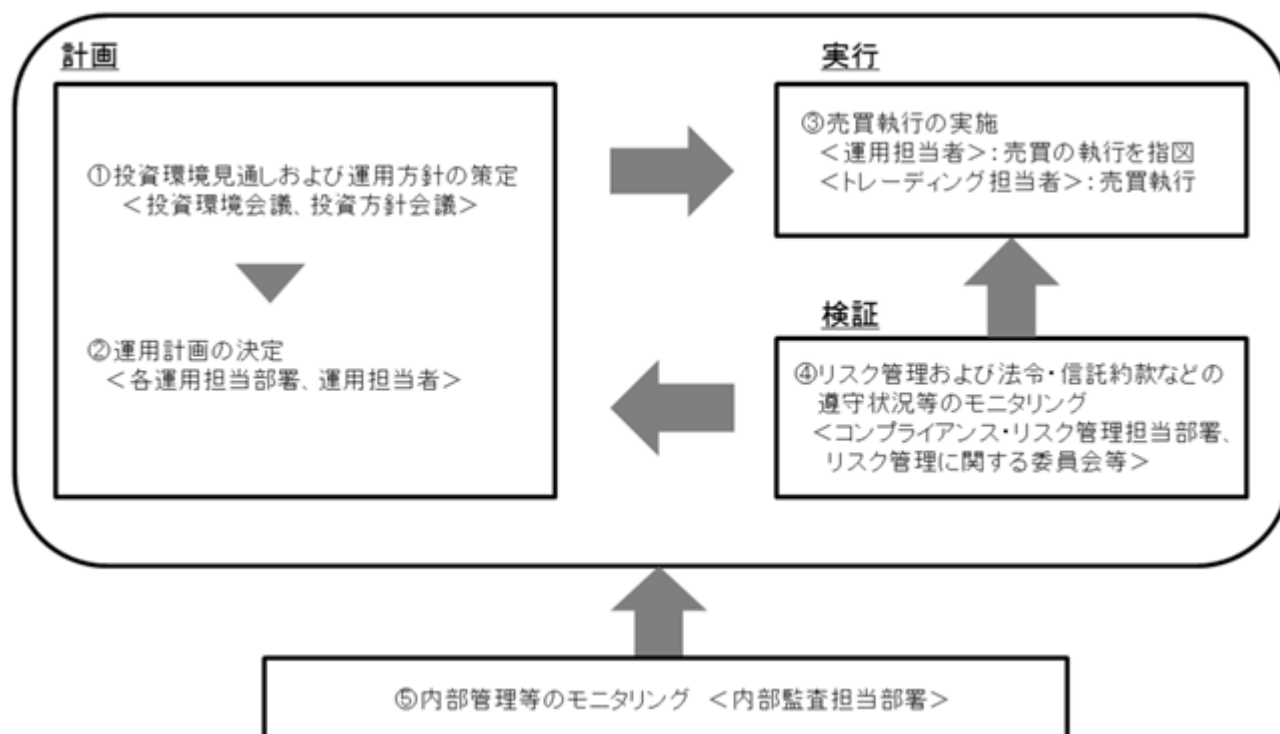 計画
①投資環境見通しおよび運用方針の策定
＜投資環境会議、投資方針会議＞
②運用計画の決定
＜各運用担当部署、運用担当者＞
実行
③売買執行の実施
＜運用担当者＞：売買の執行を指図
＜トレーディング担当者＞：売買執行
検証
④リスク管理および法令・信託約款などの
遵守状況等のモニタリング
＜コンプライアンス・リスク管理担当部署、
リスク管理に関する委員会等＞
⑤内部管理等のモニタリング ＜内部監査担当部署＞